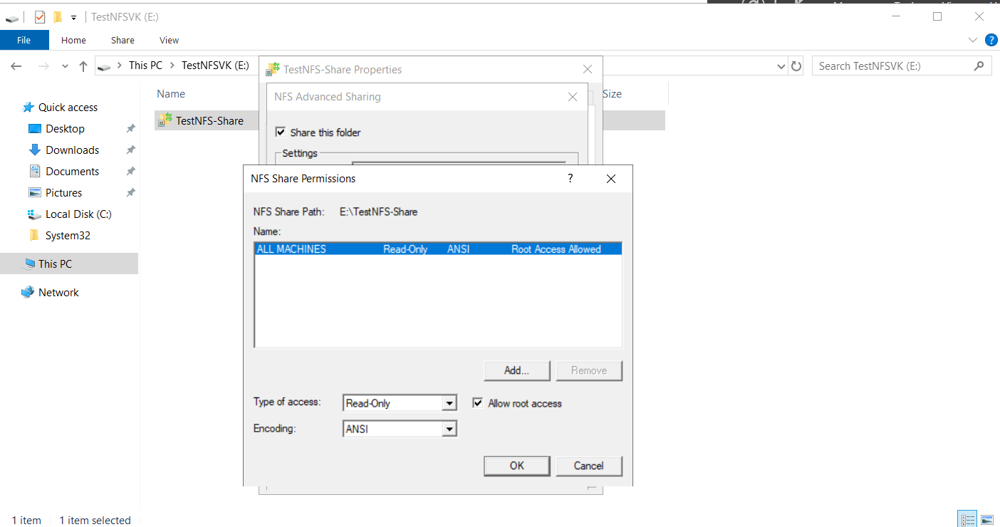 TestNFSVK (E:)
File Home Share View ?
This PC TestNFSVK (E:) Search TestNFSVK (E:)
TestNFS-Share Properties
NFS Advanced Sharing
Name Size
Quick access
TestNFS-Share
Desktop
Share this folder
Downloads
Settings
Documents
NFS Share Permissions ?
Pictures
NFS Share Path: E:\TestNFS-Share
Local Disk (C:)
Name:
System32
ALL MACHINES Read-Only ANSI Root Access Allowed
This PC
Network
Add... Remove
Type of access: Read-Only Allow root access
Encoding: ANSI
OK Cancel
1 item 1 item selected